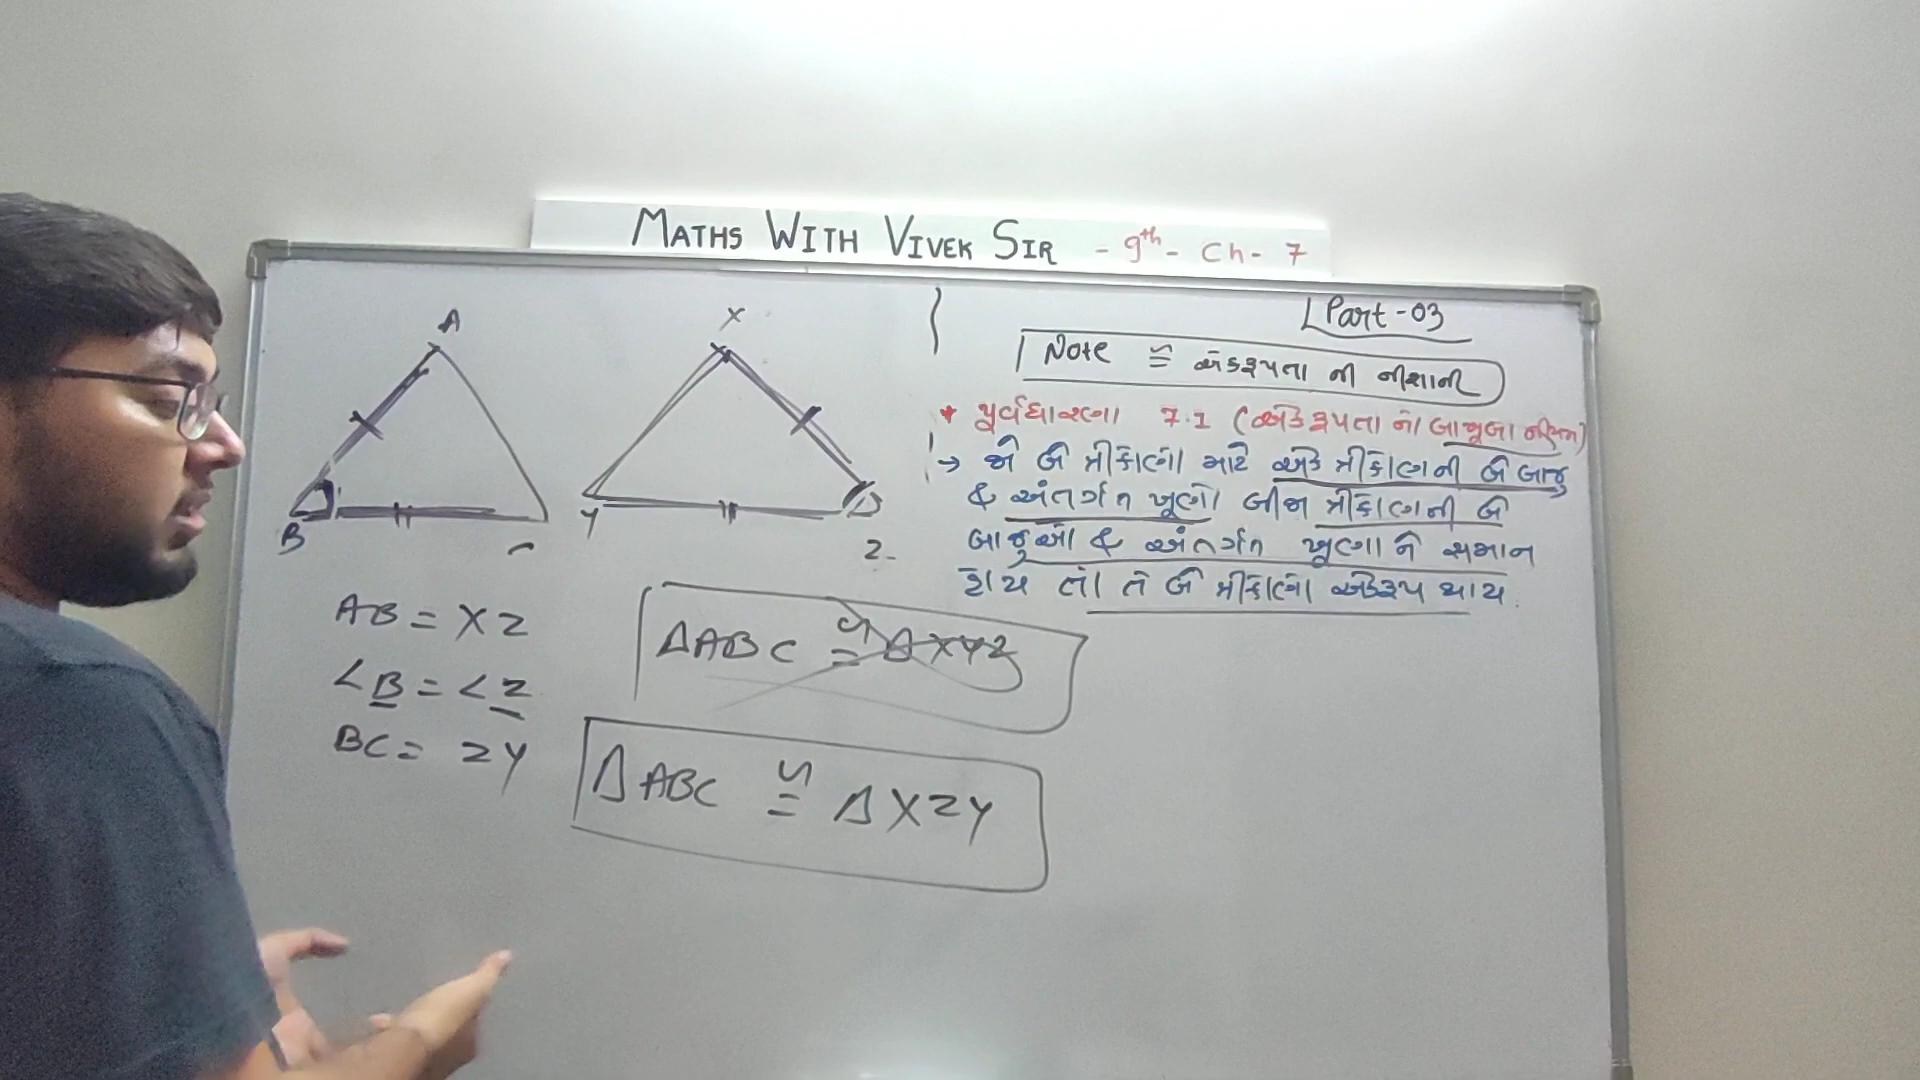 MATHS WITH VIVEK SIR - 9th - Ch - 7
Part - 03
Note ≅ એકરૂપતા ની નીશાની
* પૂર્વધારણા 7.1 (એકરૂપતા નો બાખૂબા નીયમ)
→ જો બે ત્રીકોણો માટે એક ત્રીકોણની બે બાજુ
& અંતર્ગત ખૂણો બીજા ત્રીકોણની બે
બાજુઓ & અંતર્ગત ખૂણા ને સમાન
હોય તો તે બે ત્રીકોણો એકરૂપ થાય.
A
B
X
Y
Z
AB = XZ
∠B = ∠Z
BC = ZY
ΔABC ≅ ΔXYZ
ΔABC ≅ ΔXZY